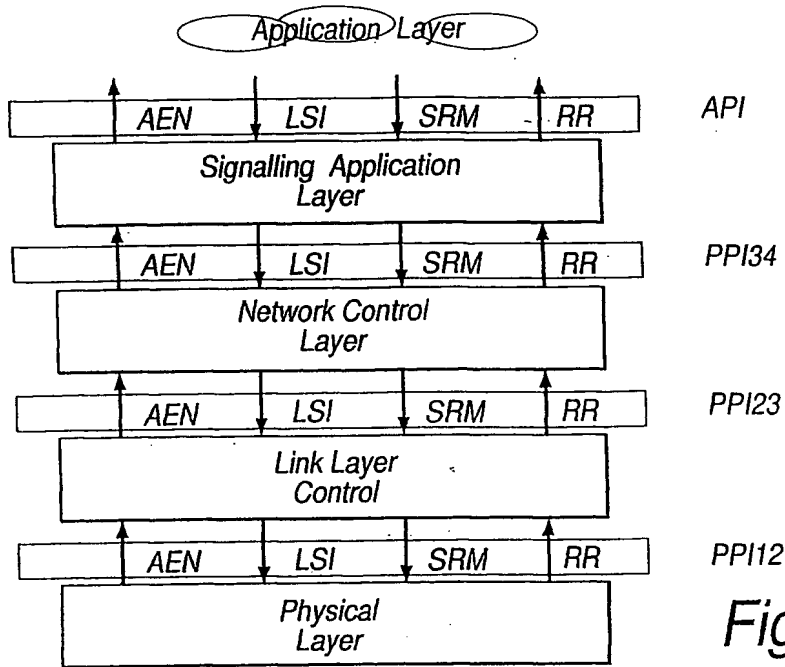 Application Layer
AEN LSI SRM RR API
Signalling Application
Layer
AEN LSI SRM RR PPI34
Network Control
Layer
AEN LSI SRM RR PPI23
Link Layer
Control
AEN LSI SRM RR PPI12
Physical
Layer
Fig